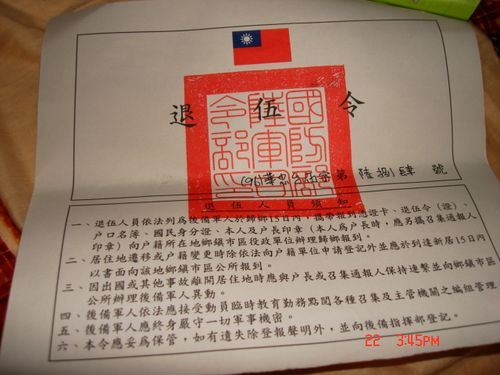 退伍令
國防部
陸軍司
令部印
第陸捌肆號
退伍人員須知
一、退伍人員依法列為後備軍人於歸鄉15日內，攜帶報到憑證卡、退伍令（證）、
戶口名簿、國民身分證、本人及戶長印章（本人為戶長時，應另攜召集通報人
印章）向戶籍所在地鄉鎮市區役政單位辦理歸鄉報到。
二、居住地遷移或戶籍變更時除依法向戶籍單位申請登記外並應於到達新居15日內
以書面向該地鄉鎮市區公所報到。
三、因出國或其他事故離開居住地時應與戶長或召集通報人保持連繫並向鄉鎮市區
公所辦理後備軍人異動。
四、後備軍人依法應接受動員臨時教育勤務點閱各種召集及主管機關之編組管理
五、後備軍人應終身嚴守一切軍事機密。
六、本令應妥為保管，如有遺失除登報聲明外，並向後備指揮部登記。
22 3:45PM